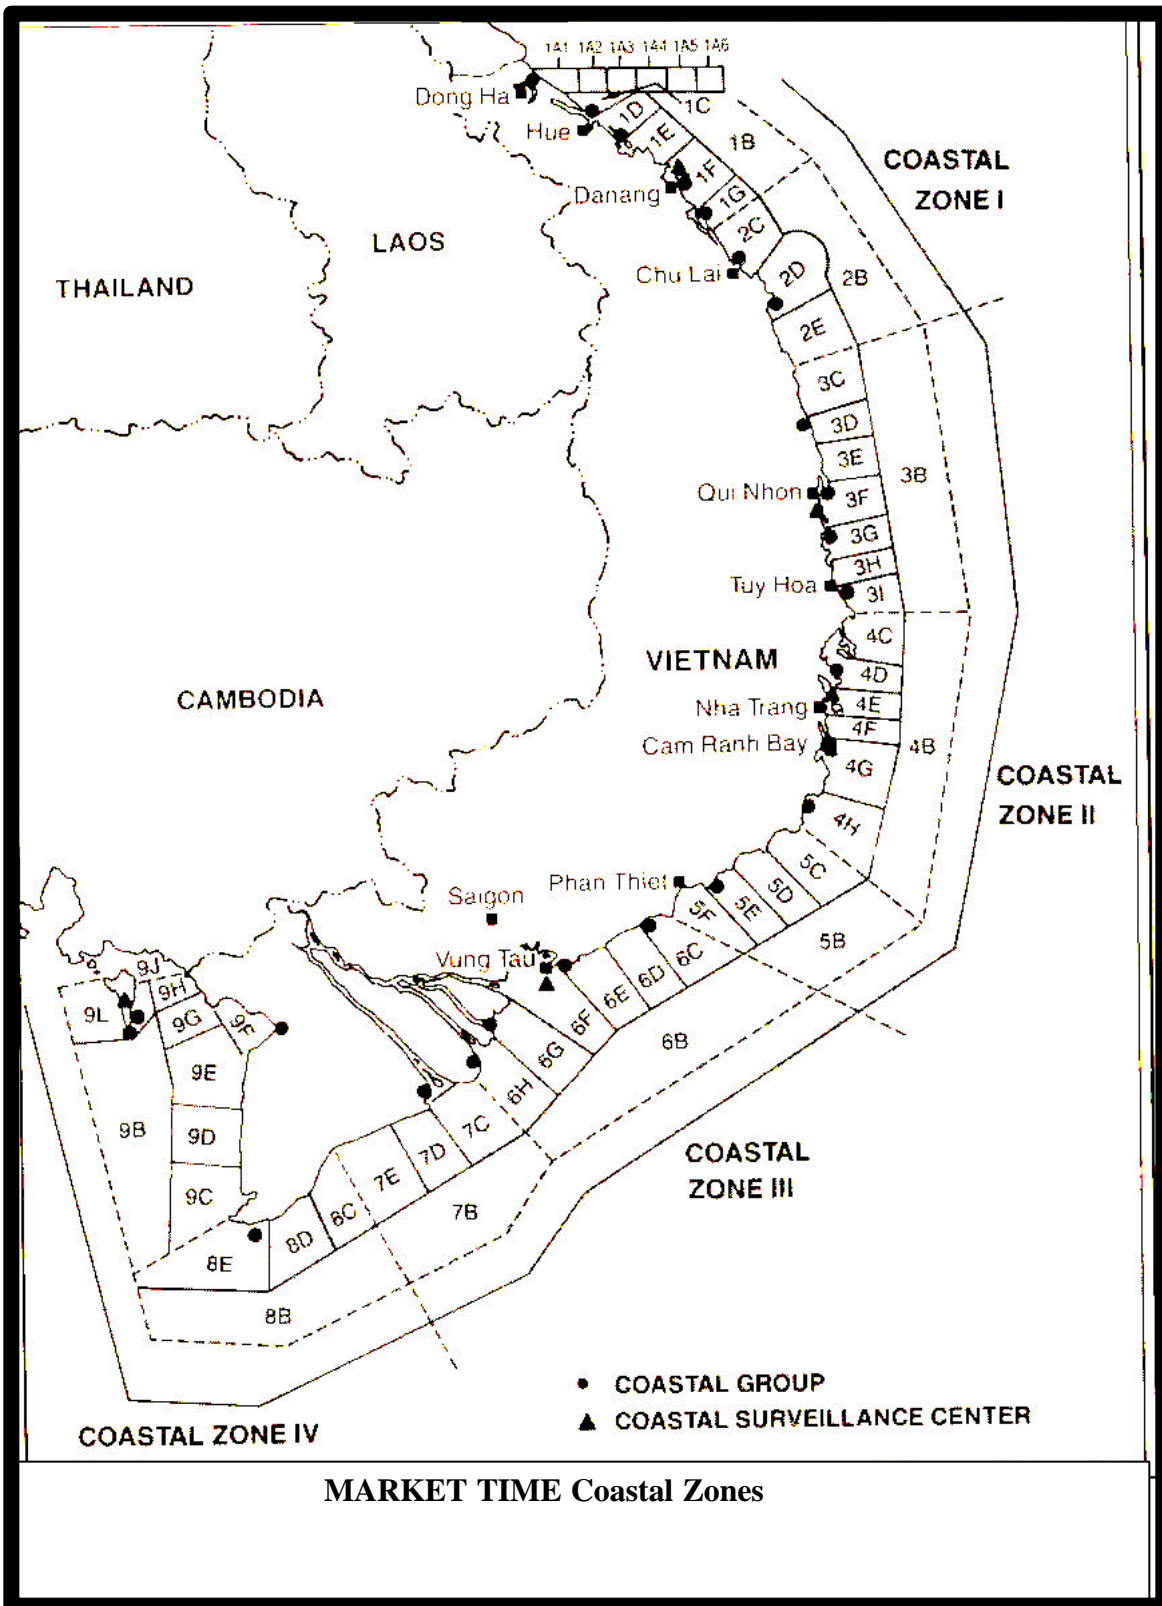 1A1 1A2 1A3 1A4 1A5 1A6
Dong Ha
1C
1D
Hue
1E
1B
COASTAL
ZONE I
1F
Danang
1G
2C
LAOS
Chu Lai
2D
2B
THAILAND
2E
3C
3D
3E
3B
Qui Nhon
3F
3G
3H
Tuy Hoa
3I
4C
VIETNAM
4D
CAMBODIA
Nha Trang
4E
4F
Cam Ranh Bay
4B
4G
COASTAL
ZONE II
4H
5C
Phan Thiet
5D
Saigon
5E
5F
5B
Vung Tau
6C
9J
6D
9H
6E
9L
9G
9F
6F
6B
6G
9E
6H
9B
9D
7C
COASTAL
ZONE III
7D
7E
9C
8C
7B
8D
8E
8B
COASTAL GROUP
COASTAL SURVEILLANCE CENTER
COASTAL ZONE IV
MARKET TIME Coastal Zones